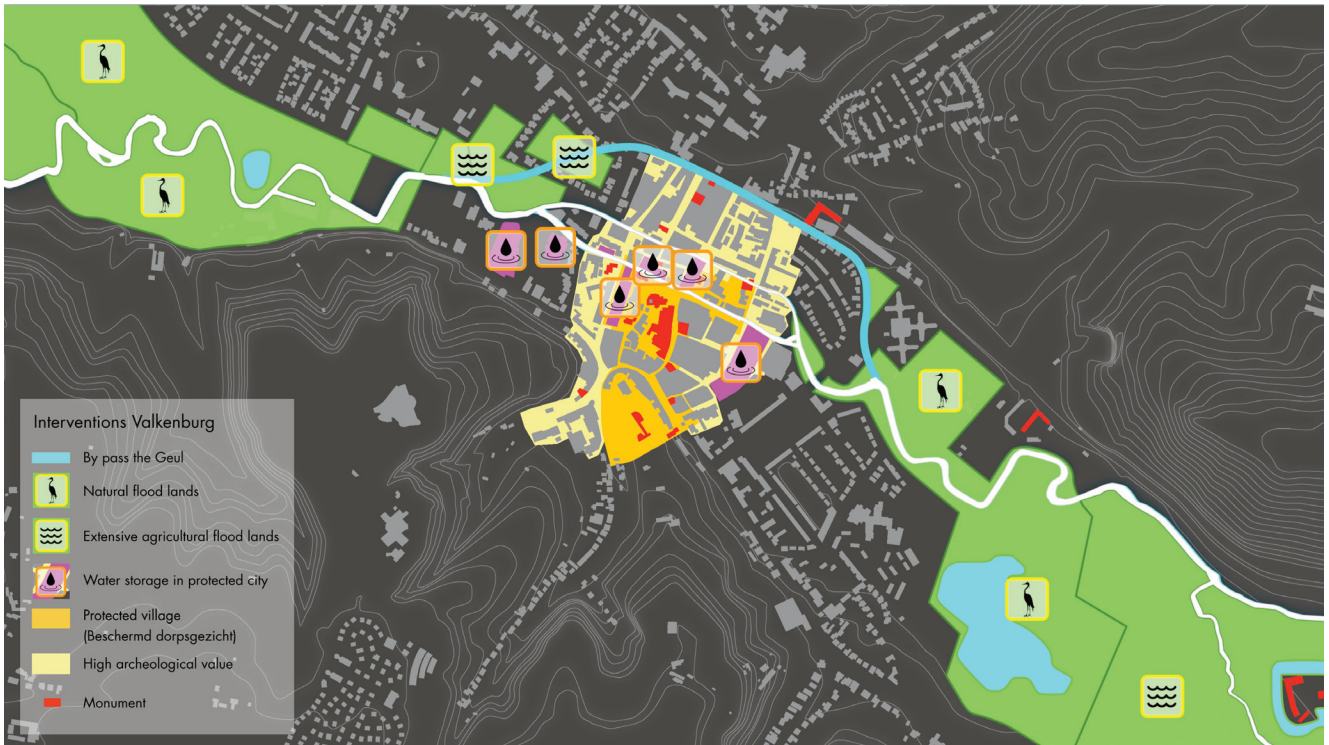 Interventions Valkenburg
By pass the Geul
Natural flood lands
Extensive agricultural flood lands
Water storage in protected city
Protected village
(Beschermd dorpsgezicht)
High archeological value
Monument